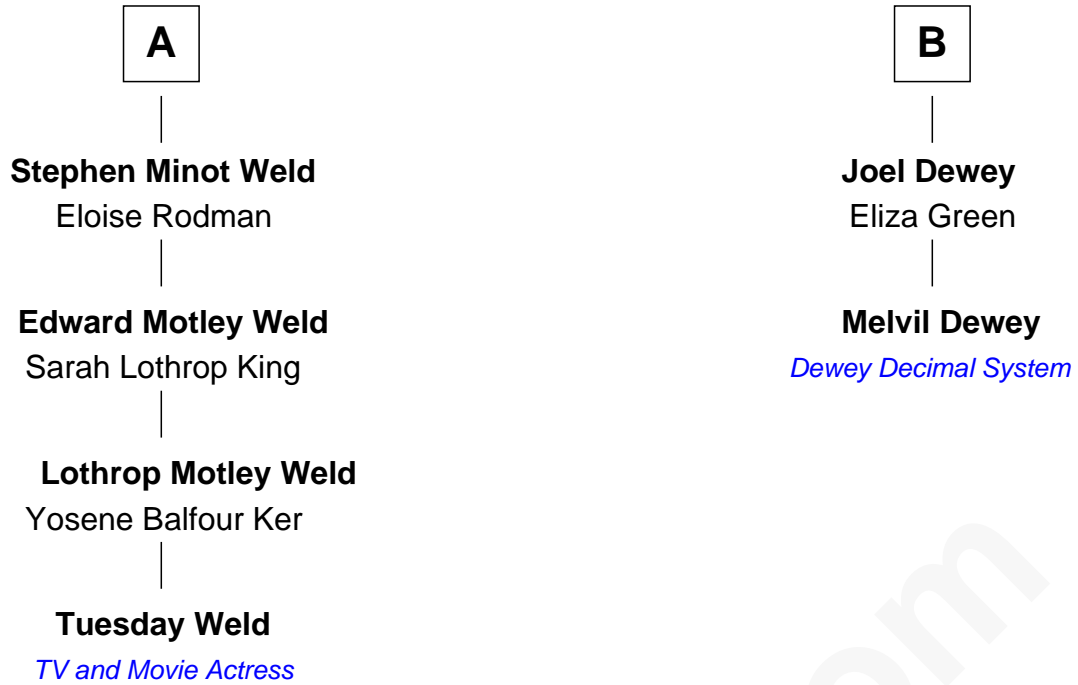 A
Stephen Minot Weld
Eloise Rodman
Edward Motley Weld
Sarah Lothrop King
Lothrop Motley Weld
Yosene Balfour Ker
Tuesday Weld
TV and Movie Actress
B
Joel Dewey
Eliza Green
Melvil Dewey
Dewey Decimal System
om